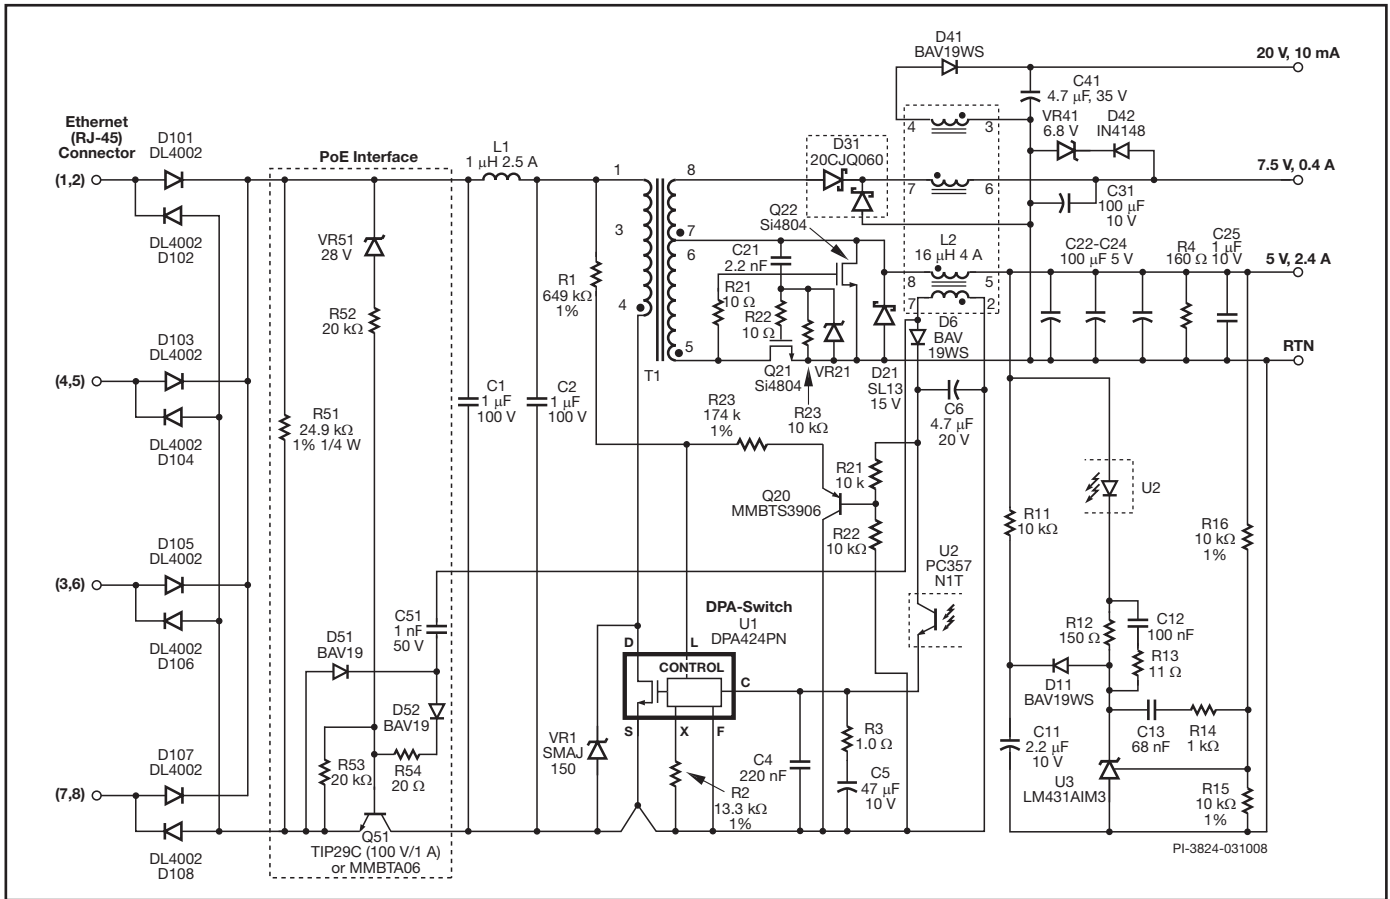 D41
BAV19WS
20 V, 10 mA
C41
4.7 μF, 35 V
4
3
VR41
6.8 V
D42
IN4148
Ethernet
(RJ-45)
Connector
D101
DL4002
PoE Interface
L1
1 μH 2.5 A
D31
20CJQ060
(1,2)
1
8
7
6
7.5 V, 0.4 A
DL4002
D102
VR51
28 V
3
7
6
Q22
Si4804
C31
100 μF
10 V
C21
2.2 nF
L2
16 μH 4 A
C22-C24
100 μF 5 V
R4
160 Ω
C25
1 μF
10 V
5 V, 2.4 A
R1
649 kΩ
1%
4
R21
10 Ω
R22
10 Ω
8
5
7
2
R52
20 kΩ
D6
BAV
19WS
RTN
D103
DL4002
(4,5)
DL4002
D104
5
T1
Q21
Si4804
VR21
D21
SL13
15 V
R51
24.9 kΩ
1% 1/4 W
C1
1 μF
100 V
C2
1 μF
100 V
R23
174 k
1%
R23
10 kΩ
C6
4.7 μF
20 V
Q20
MMBTS3906
R21
10 k
R22
10 kΩ
U2
R11
10 kΩ
R16
10 kΩ
1%
D105
DL4002
(3,6)
DL4002
D106
U2
PC357
N1T
C51
1 nF
50 V
DPA-Switch
U1
DPA424PN
D51
BAV19
D52
BAV19
D
L
CONTROL
C
S
X
F
R12
150 Ω
C12
100 nF
R13
11 Ω
D11
BAV19WS
C13
68 nF
R14
1 kΩ
D107
DL4002
(7,8)
DL4002
D108
R53
20 kΩ
R54
20 Ω
VR1
SMAJ
150
R2
13.3 kΩ
1%
C4
220 nF
R3
1.0 Ω
C5
47 μF
10 V
C11
2.2 μF
10 V
U3
LM431AIM3
R15
10 kΩ
1%
Q51
TIP29C (100 V/1 A)
or MMBTA06
PI-3824-031008